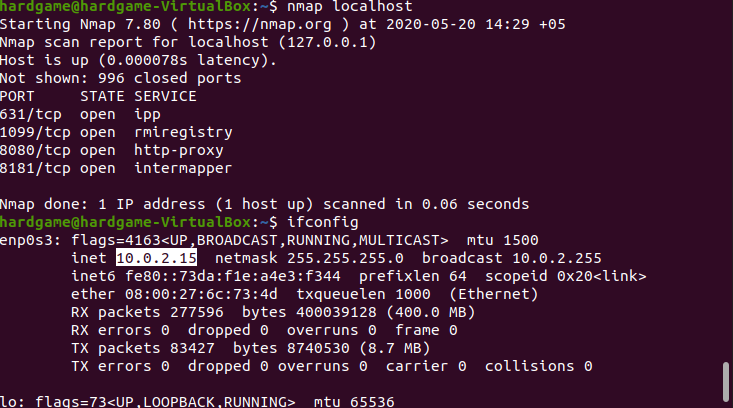 hardgame@hardgame-VirtualBox:~$ nmap localhost
Starting Nmap 7.80 ( https://nmap.org ) at 2020-05-20 14:29 +05
Nmap scan report for localhost (127.0.0.1)
Host is up (0.000078s latency).
Not shown: 996 closed ports
PORT     STATE SERVICE
631/tcp  open  ipp
1099/tcp open  rmiregistry
8080/tcp open  http-proxy
8181/tcp open  intermapper
Nmap done: 1 IP address (1 host up) scanned in 0.06 seconds
hardgame@hardgame-VirtualBox:~$ ifconfig
enp0s3: flags=4163<UP,BROADCAST,RUNNING,MULTICAST>  mtu 1500
inet 10.0.2.15  netmask 255.255.255.0  broadcast 10.0.2.255
inet6 fe80::73da:f1e:a4e3:f344  prefixlen 64  scopeid 0x20<link>
ether 08:00:27:6c:73:4d  txqueuelen 1000  (Ethernet)
RX packets 277596  bytes 400039128 (400.0 MB)
RX errors 0  dropped 0  overruns 0  frame 0
TX packets 83427  bytes 8740530 (8.7 MB)
TX errors 0  dropped 0 overruns 0  carrier 0  collisions 0
lo: flags=73<UP,LOOPBACK,RUNNING>  mtu 65536